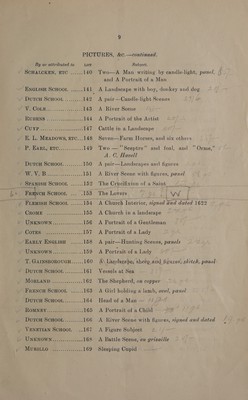 9
PICTURES, &c.—continued.
By or attributed to LOT Subject.
SCHALCKEN, ETC ........140 Two—A Man writing by candle-light, panel,
and A Portrait of a Man
ENGLISH SCHOOL ........141 A Landscape with boy, donkey and dog
DUTCH SCHOOL ..........142 A pair—Candle-light Scenes
V. COLE ................143 A River Scene
RUBENS ................144 A Portrait of the Artist
CUYP ..................146 Cattle in a Landscape
E. L. MEADOWS, ETC..148 Seven—Farm Horses, and six others
P. EARL, ETC............149 Two — " Sceptre" and foal, and " Orme,"
A. C. Havell
DUTCH SCHOOL ..........150 A pair—Landscapes and figures
W. V. B ................151 A River Scene with figures, panel
SPANISH SCHOOL ........153 The Crucifixion of a Saint
FRENCH SCHOOL ........153 The Lovers
W
FLEMISH SCHOOL ........154 A Church Interior, signed and dated 1622
CROME ................155 A Church in a landscape
UNKNOWN ..............156 A Portrait of a Gentleman
COTES ................157 A Portrait of a Lady
EARLY ENGLISH ........158 A pair—Hunting Scenes, panels
UNKNOWN ..............159 A Portrait of a Lady
T. GAINSBOROUGH ......160 A Landscape, sheep and figures, sketch, panel
DUTCH SCHOOL ..........161 Vessels at Sea
MORLAND ..............162 The Shepherd, on copper
FRENCH SCHOOL ........163 A Girl holding a lamb, oval, panel
DUTCH SCHOOL ..........164 Head of a Man
ROMNEY ................163 A Portrait of a Child
DUTCH SCHOOL ..........166 A River Scene with figures, signed and dated
VENETIAN SCHOOL ......167 A Figure Subject
UNKNOWN ..............168 A Battle Scene, en grisaille
MURILLO ..............169 Sleeping Cupid